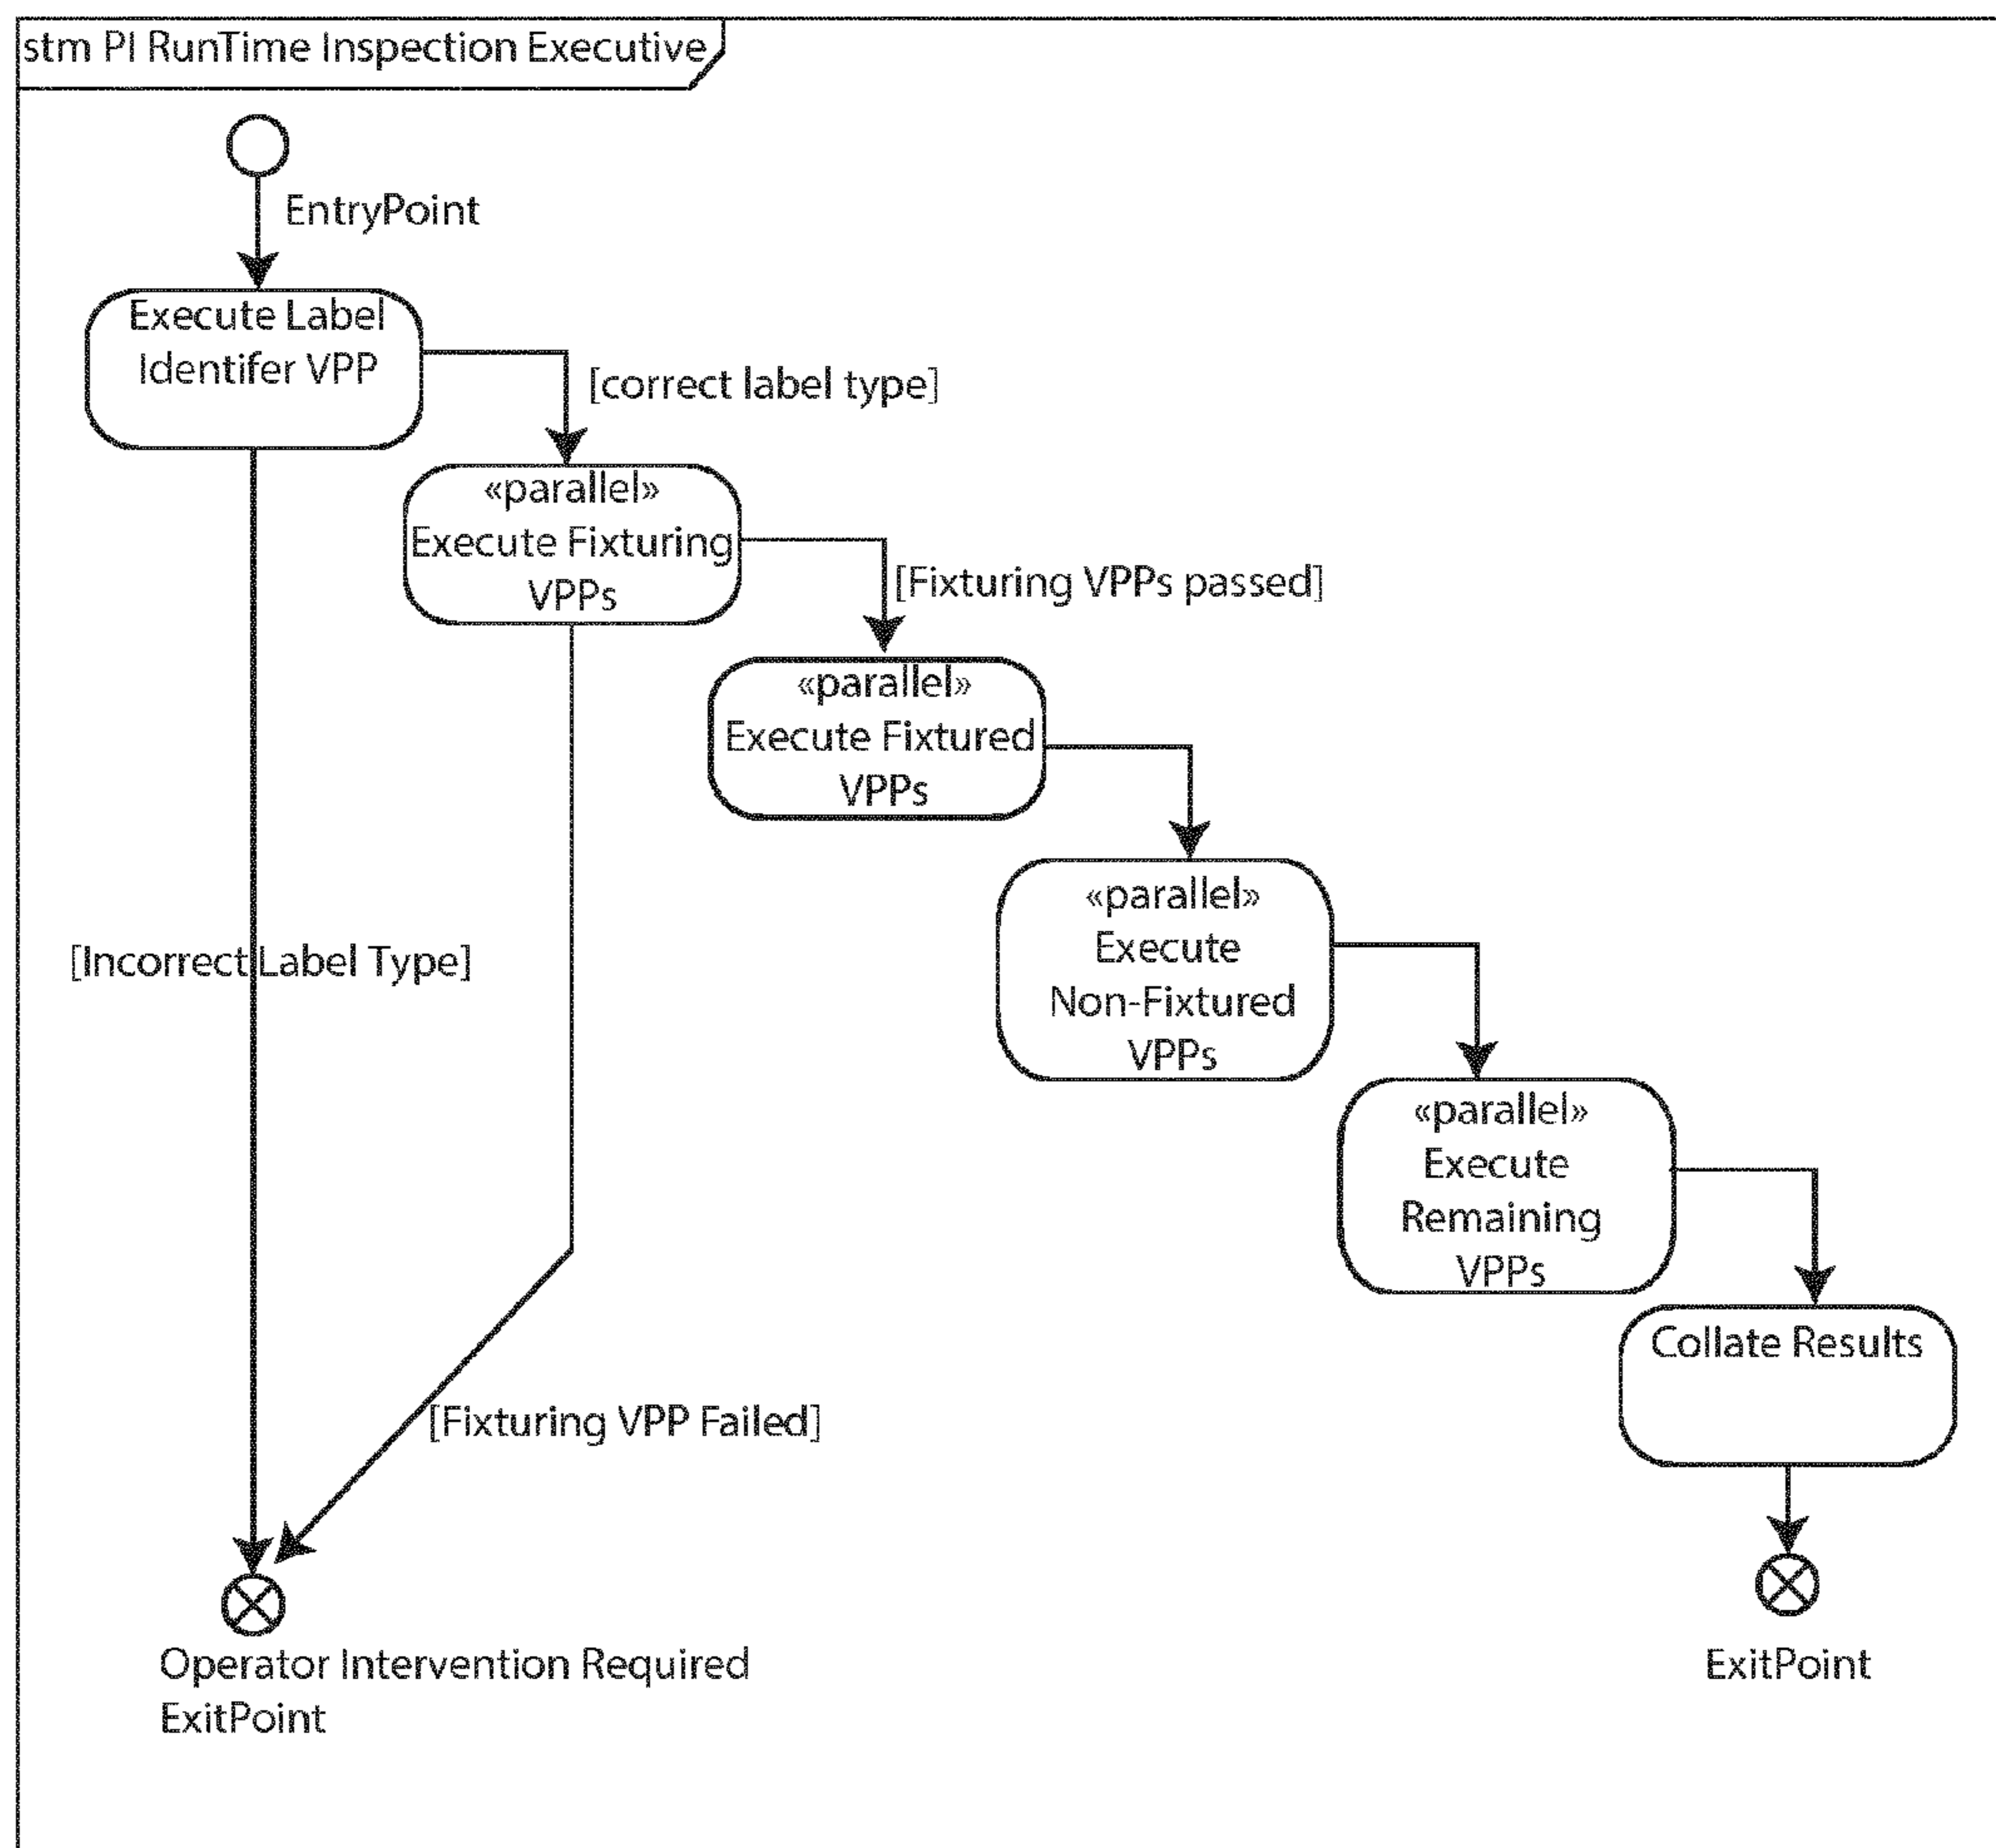 stm PI RunTime Inspection Executive
EntryPoint
Execute Label
Identifer VPP
[correct label type]
«parallel»
Execute Fixturing
VPPs
[Fixturing VPPs passed]
«parallel»
Execute Fixtured
VPPs
«parallel»
Execute
Non-Fixtured
VPPs
[Incorrect Label Type]
«parallel»
Execute
Remaining
VPPs
Collate Results
[Fixturing VPP Failed]
Operator Intervention Required
ExitPoint
ExitPoint